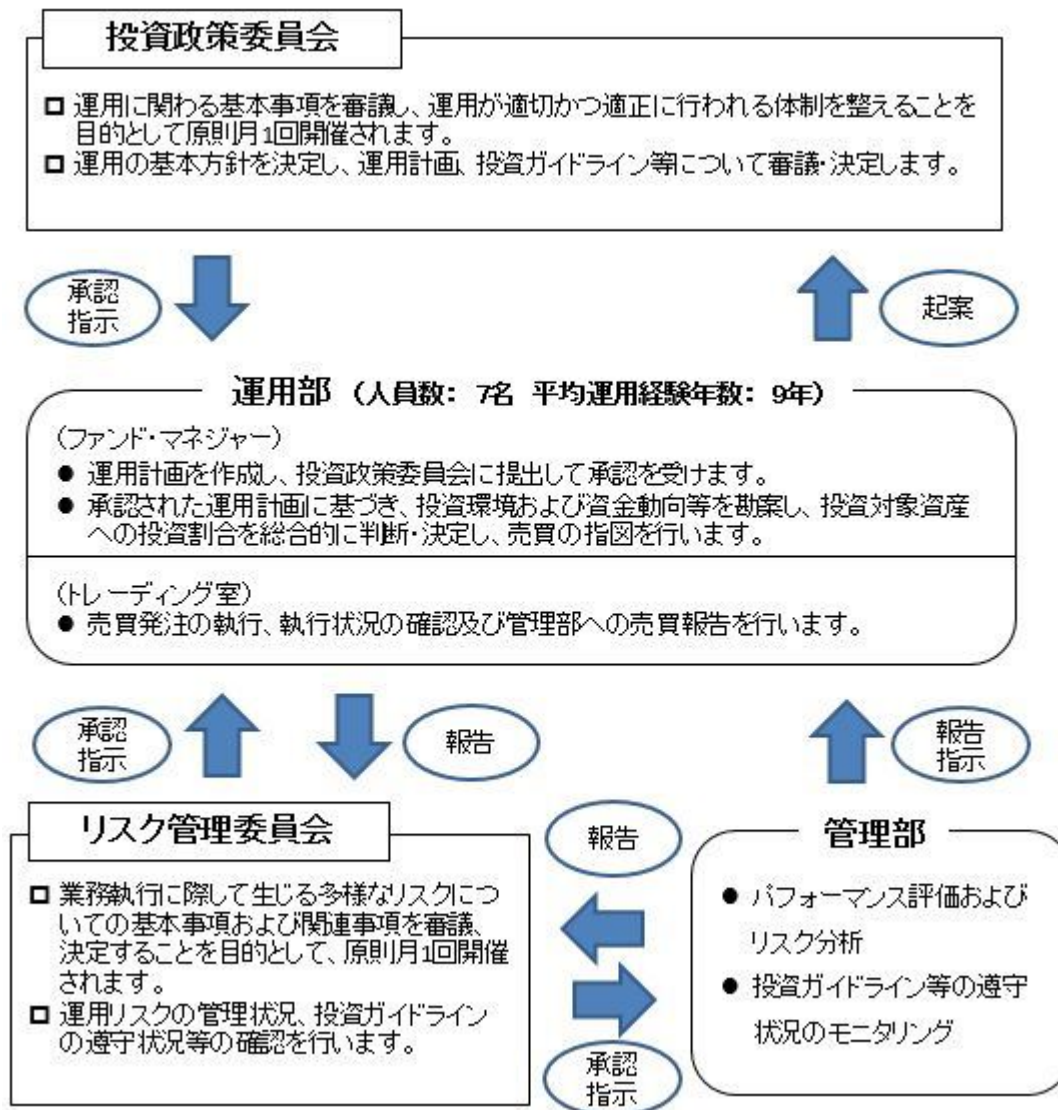 投資政策委員会
運用に関わる基本事項を審議し、運用が適切かつ適正に行われる体制を整えることを
目的として原則月1回開催されます。
運用の基本方針を決定し、運用計画、投資ガイドライン等について審議・決定します。
承認
指示
起案
運用部 （人員数： 7名 平均運用経験年数： 9年）
（ファンド・マネジャー）
● 運用計画を作成し、投資政策委員会に提出して承認を受けます。
● 承認された運用計画に基づき、投資環境および資金動向等を勘案し、投資対象資産
への投資割合を総合的に判断・決定し、売買の指図を行います。
（トレーディング室）
● 売買発注の執行、執行状況の確認及び管理部への売買報告を行います。
承認
指示
報告
報告
指示
リスク管理委員会
業務執行に際して生じる多様なリスクにつ
いての基本事項および関連事項を審議、
決定することを目的として、原則月1回開催
されます。
運用リスクの管理状況、投資ガイドライン
の遵守状況等の確認を行います。
報告
承認
指示
管理部
● パフォーマンス評価および
リスク分析
● 投資ガイドライン等の遵守
状況のモニタリング